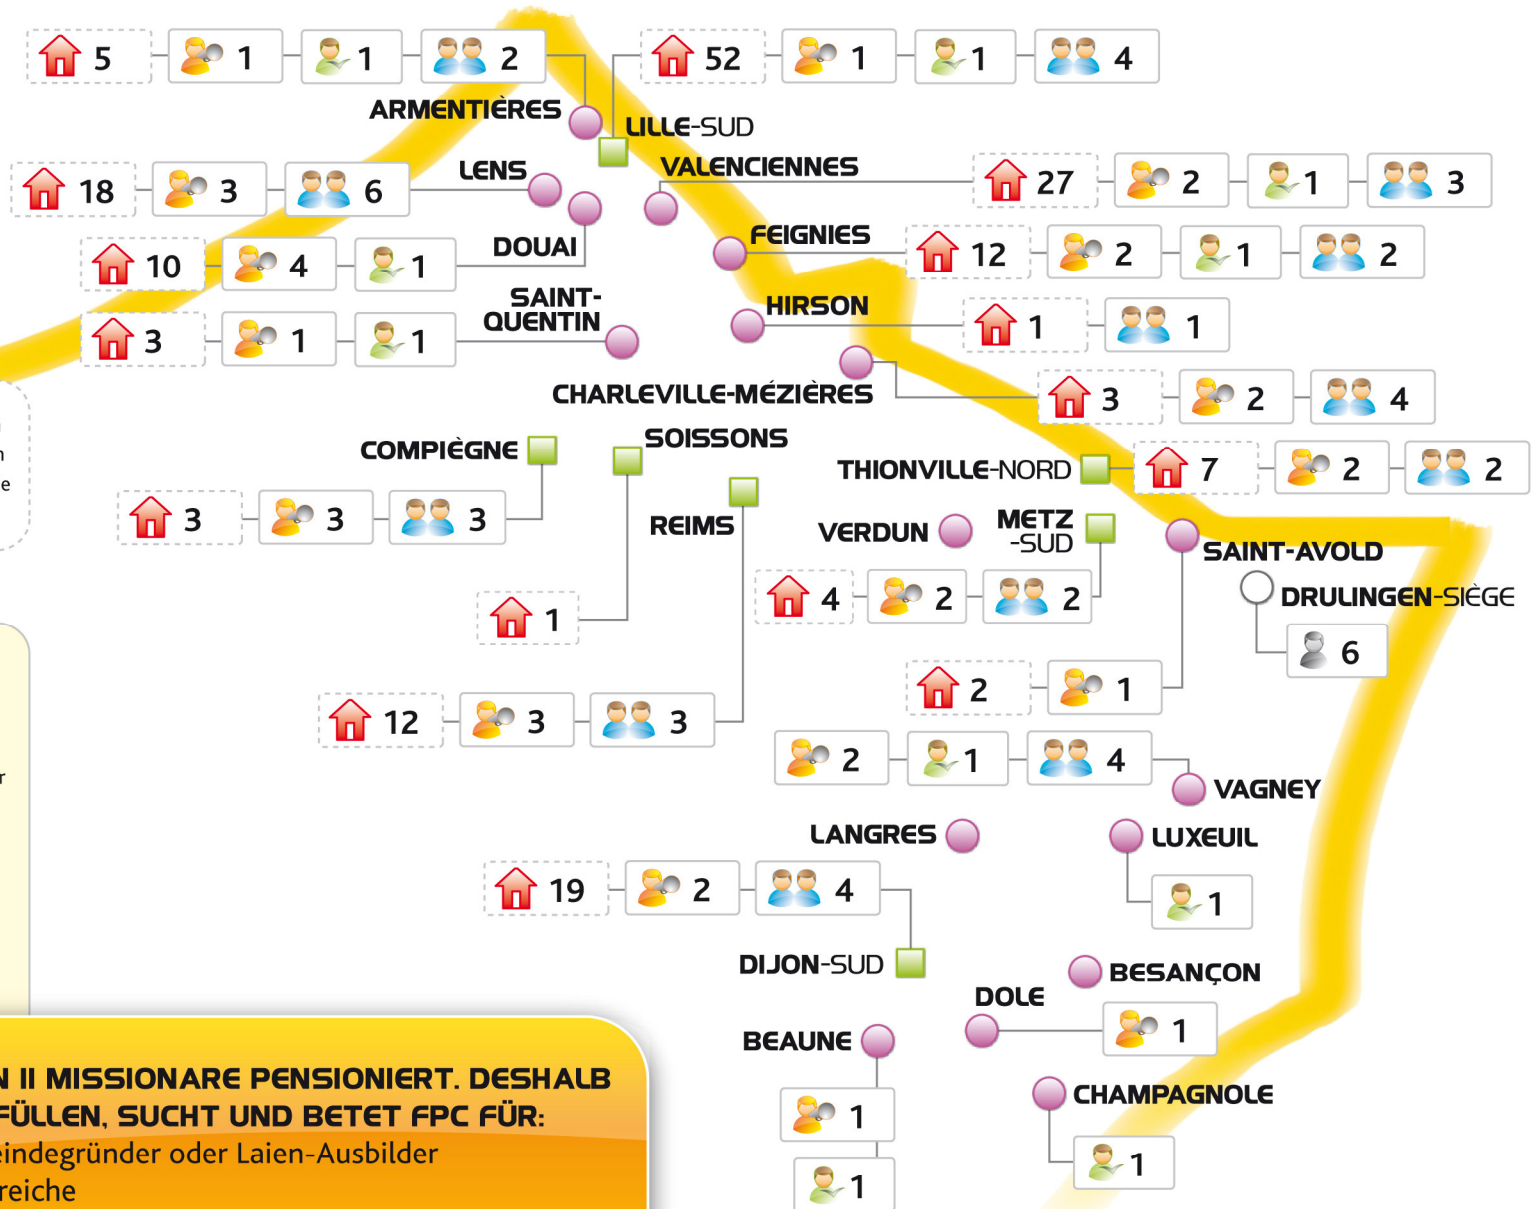 5 1 1 2
52 1 1 4
ARMENTIÈRES
LILLE-SUD
18 3 6
LENS
VALENCIENNES
27 2 1 3
10 4 1
DOUAI
FEIGNIES
12 2 1 2
3 1 1
SAINT-
QUENTIN
HIRSON
1 1
CHARLEVILLE-MÉZIÈRES
3 2 4
n
e
COMPIÈGNE
SOISSONS
THIONVILLE-NORD
7 2 2
3 3 3
REIMS
VERDUN
METZ
-SUD
SAINT-AVOLD
1
4 2 2
DRULINGEN-SIÈGE
6
2 1
12 3 3
2 1 4
VAGNEY
r
LANGRES
LUXEUIL
19 2 4
1
DIJON-SUD
BESANÇON
DOLE
1
BEAUNE
1
1
CHAMPAGNOLE
1
N II MISSIONARE PENSIONIERT. DESHALB
FÜLLEN, SUCHT UND BETET FPC FÜR:
eindegründer oder Laien-Ausbilder
reiche